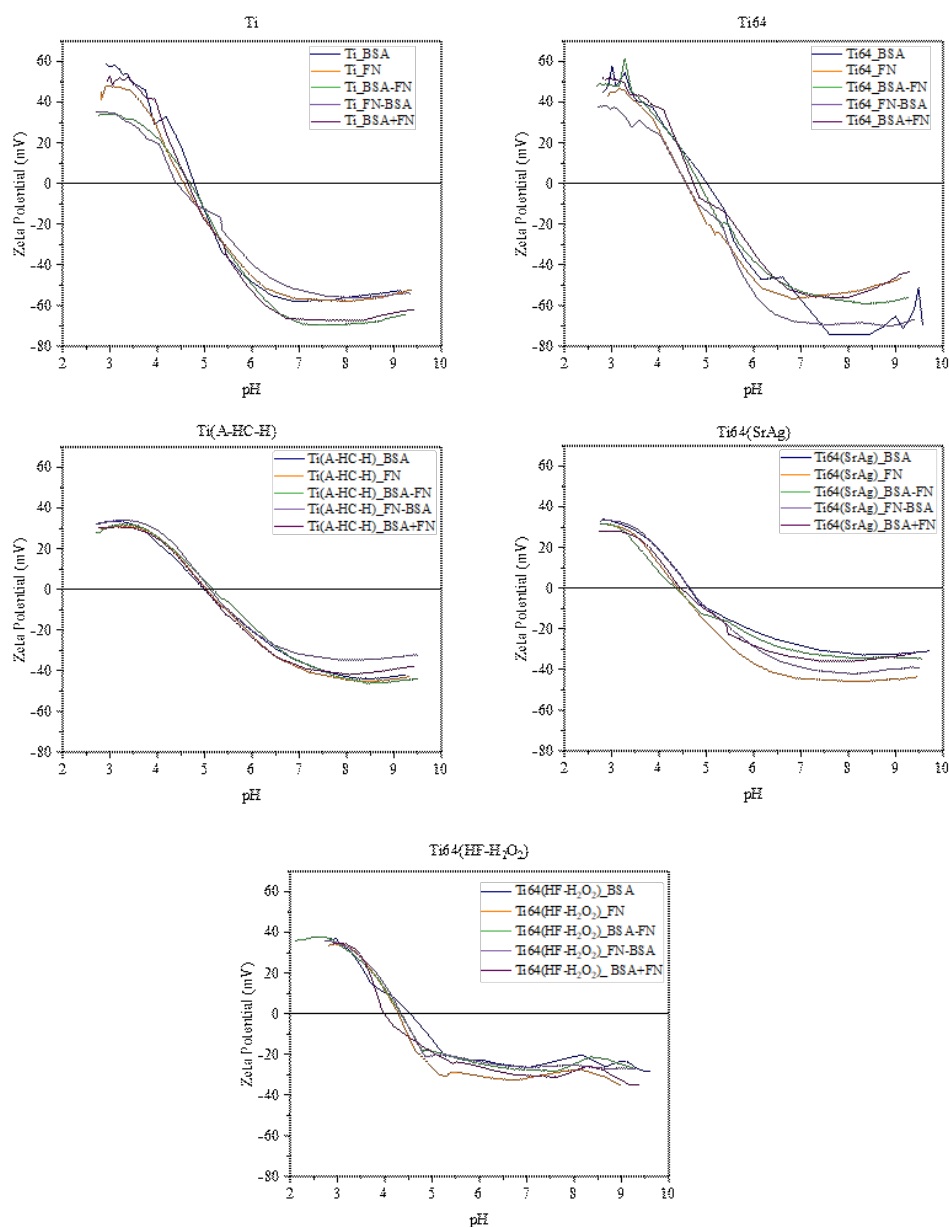 Ti
Ti_BSA
Ti_FN
Ti_BSA-FN
Ti_FN-BSA
Ti_BSA+FN
Zeta Potential (mV)
60
40
20
0
-20
-40
-60
-80
2 3 4 5 6 7 8 9 10
pH
Ti64
Ti64_BSA
Ti64_FN
Ti64_BSA-FN
Ti64_FN-BSA
Ti64_BSA+FN
Zeta Potential (mV)
60
40
20
0
-20
-40
-60
-80
2 3 4 5 6 7 8 9 10
pH
Ti(A-HC-H)
Ti(A-HC-H)_BSA
Ti(A-HC-H)_FN
Ti(A-HC-H)_BSA-FN
Ti(A-HC-H)_FN-BSA
Ti(A-HC-H)_BSA+FN
Zeta Potential (mV)
60
40
20
0
-20
-40
-60
-80
2 3 4 5 6 7 8 9 10
pH
Ti64(SrAg)
Ti64(SrAg)_BSA
Ti64(SrAg)_FN
Ti64(SrAg)_BSA-FN
Ti64(SrAg)_FN-BSA
Ti64(SrAg)_BSA+FN
Zeta Potential (mV)
60
40
20
0
-20
-40
-60
-80
2 3 4 5 6 7 8 9 10
pH
Ti64(HF-H₂O₂)
Ti64(HF-H₂O₂)_BSA
Ti64(HF-H₂O₂)_FN
Ti64(HF-H₂O₂)_BSA-FN
Ti64(HF-H₂O₂)_FN-BSA
Ti64(HF-H₂O₂)_ BSA+FN
Zeta Potential (mV)
60
40
20
0
-20
-40
-60
-80
2 3 4 5 6 7 8 9 10
pH